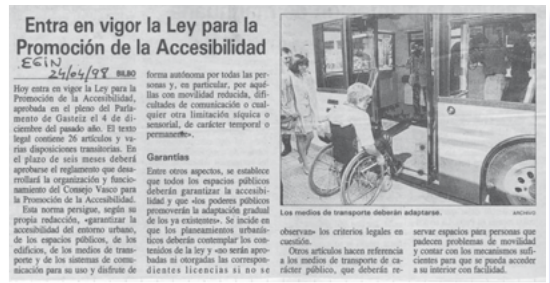 Entra en vigor la Ley para la
Promoción de la Accesibilidad
EGIN
24/04/98 BILBO
Hoy entra en vigor la Ley para la
Promoción de la Accesibilidad,
aprobada en el pleno del Parla-
mento de Gasteiz el 4 de di-
ciembre del pasado año. El texto
legal contiene 26 artículos y va-
rias disposiciones transitorias. En
el plazo de seis meses deberá
aprobarse el reglamento que desa-
rrollará la organización y funcio-
namiento del Consejo Vasco para
la Promoción de la Accesibilidad.
Esta norma persigue, según su
propia redacción, «garantizar la
accesibilidad del entorno urbano,
de los espacios públicos, de los
edificios, de los medios de trans-
porte y de los sistemas de comu-
nicación para su uso y disfrute de
forma autónoma por todas las per-
sonas y, en particular, por aqué-
llas con movilidad reducida, difi-
cultades de comunicación o cual-
quier otra limitación síquica o
sensorial, de carácter temporal o
permanente».
Garantías
Entre otros aspectos, se establece
que todos los espacios públicos
deberán garantizar la accesibi-
lidad y que «los poderes públicos
promoverán la adaptación gradual
de los ya existentes». Se incide en
que los planeamientos urbanís-
ticos deberán contemplar los con-
tenidos de la ley y «no serán apro-
badas ni otorgadas las correspon-
dientes licencias si no se
Los medios de transporte deberán adaptarse.
ARCHIVO
observan» los criterios legales en
cuestión.
Otros artículos hacen referencia
a los medios de transporte de ca-
rácter público, que deberán re-
servar espacios para personas que
padecen problemas de movilidad
y contar con los mecanismos sufi-
cientes para que se pueda acceder
a su interior con facilidad.